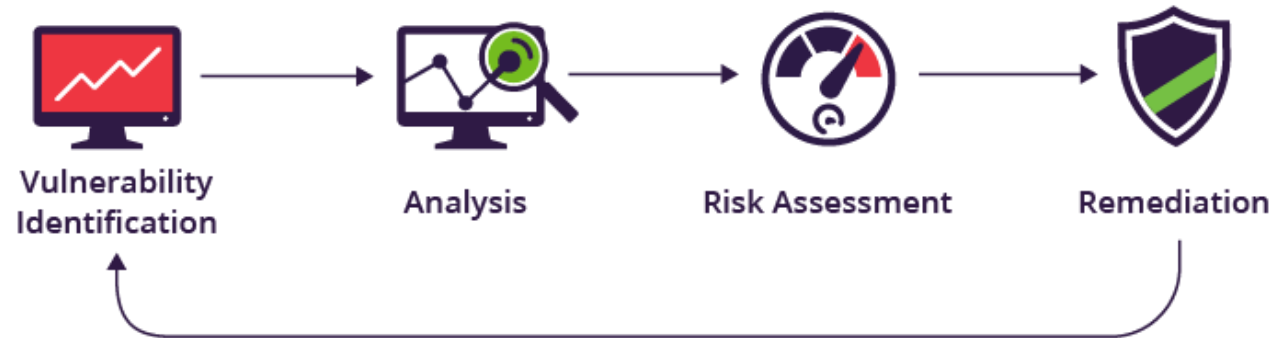 Vulnerability
Identification
Analysis
Risk Assessment
Remediation